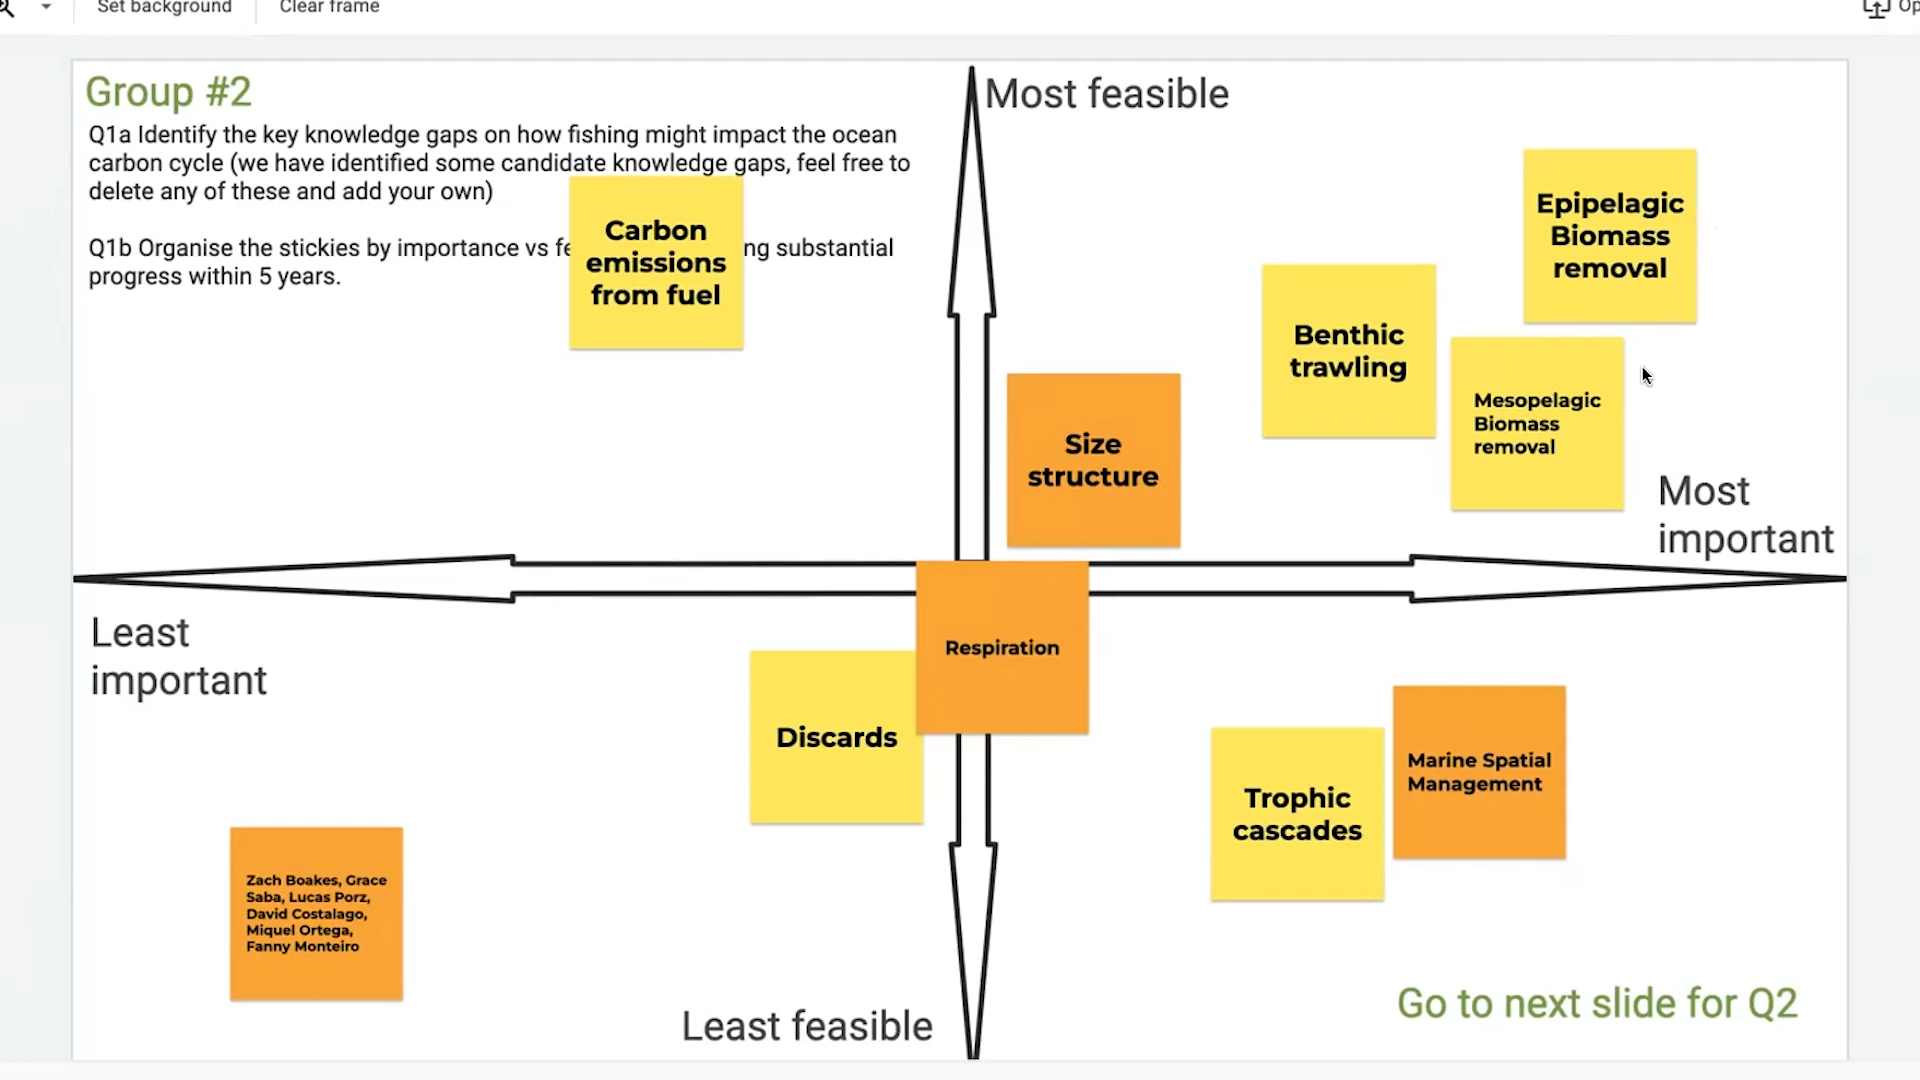 Set background
Clear frame
Group #2
Most feasible
Q1a Identify the key knowledge gaps on how fishing might impact the ocean
carbon cycle (we have identified some candidate knowledge gaps, feel free to
delete any of these and add your own)
Q1b Organise the stickies by importance vs
substantial
progress within 5 years.
Carbon
emissions
from fuel
Epipelagic
Biomass
removal
Benthic
trawling
Mesopelagic
Biomass
removal
Size
structure
Most
important
Least
important
Respiration
Discards
Trophic
cascades
Marine Spatial
Management
Zach Boakes, Grace
Saba, Lucas Porz,
David Costalago,
Miquel Ortega,
Fanny Monteiro
Least feasible
Go to next slide for Q2